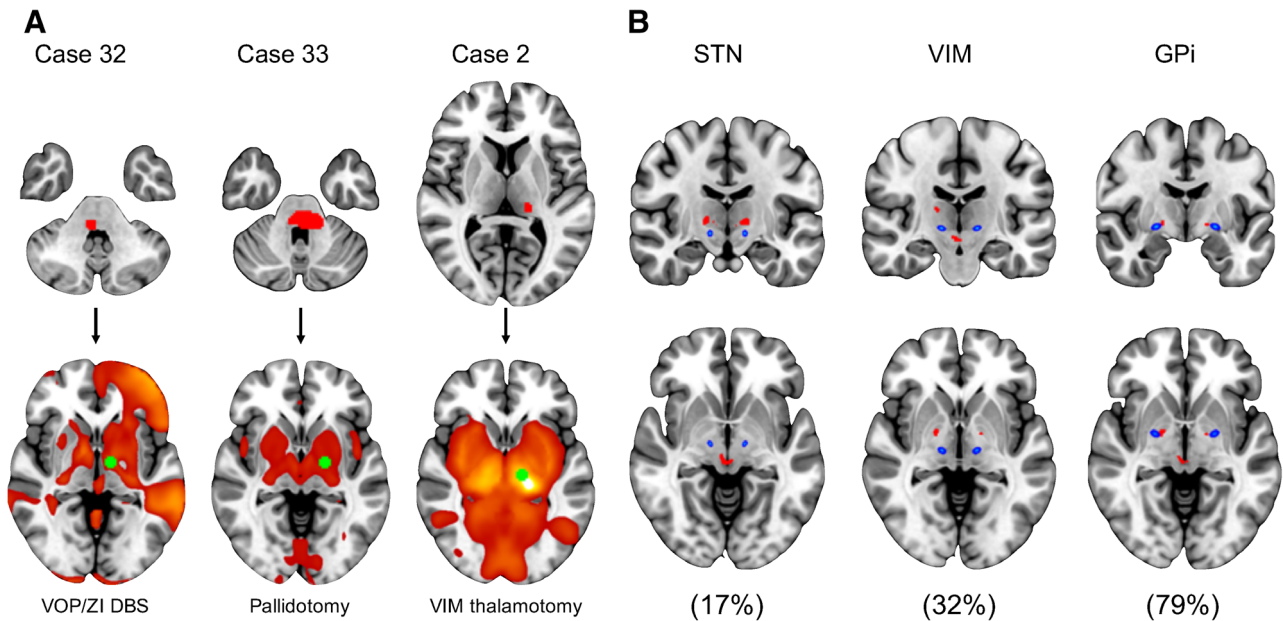 A
B
Case 32
Case 33
Case 2
STN
VIM
GPi
VOP/ZI DBS
Pallidotomy
VIM thalamotomy
(17%)
(32%)
(79%)